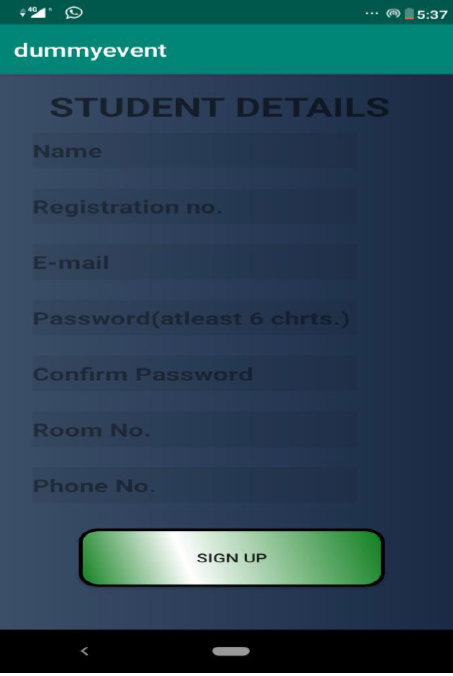 4G
5:37
dummyevent
STUDENT DETAILS
Name
Registration no.
E-mail
Password(atleast 6 chrts.)
Confirm Password
Room No.
Phone No.
SIGN UP